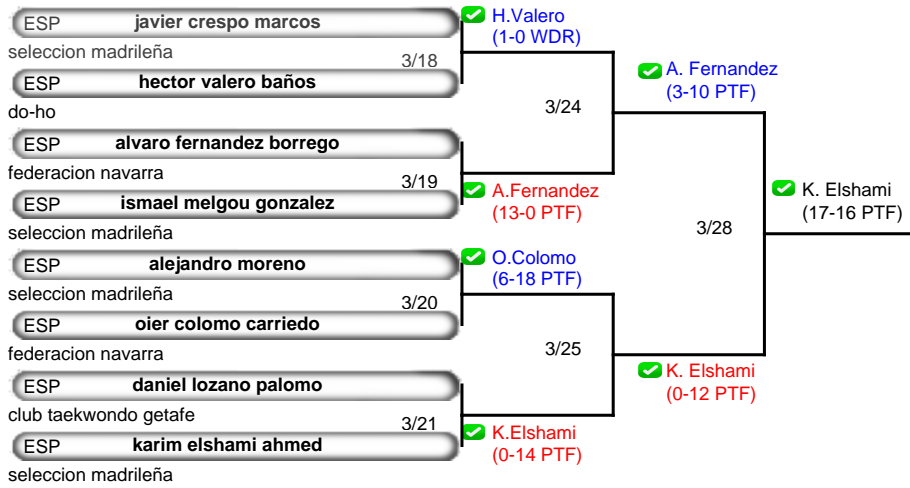 ESP javier crespo marcos
seleccion madrileña
3/18
ESP hector valero baños
do-ho
ESP alvaro fernandez borrego
federacion navarra
3/19
ESP ismael melgou gonzalez
seleccion madrileña
ESP alejandro moreno
seleccion madrileña
3/20
ESP oier colomo carriedo
federacion navarra
ESP daniel lozano palomo
club taekwondo getafe
3/21
ESP karim elshami ahmed
seleccion madrileña
H.Valero
(1-0 WDR)
3/24
A.Fernandez
(13-0 PTF)
O.Colomo
(6-18 PTF)
3/25
K.Elshami
(0-14 PTF)
A. Fernandez
(3-10 PTF)
3/28
K. Elshami
(0-12 PTF)
K. Elshami
(17-16 PTF)